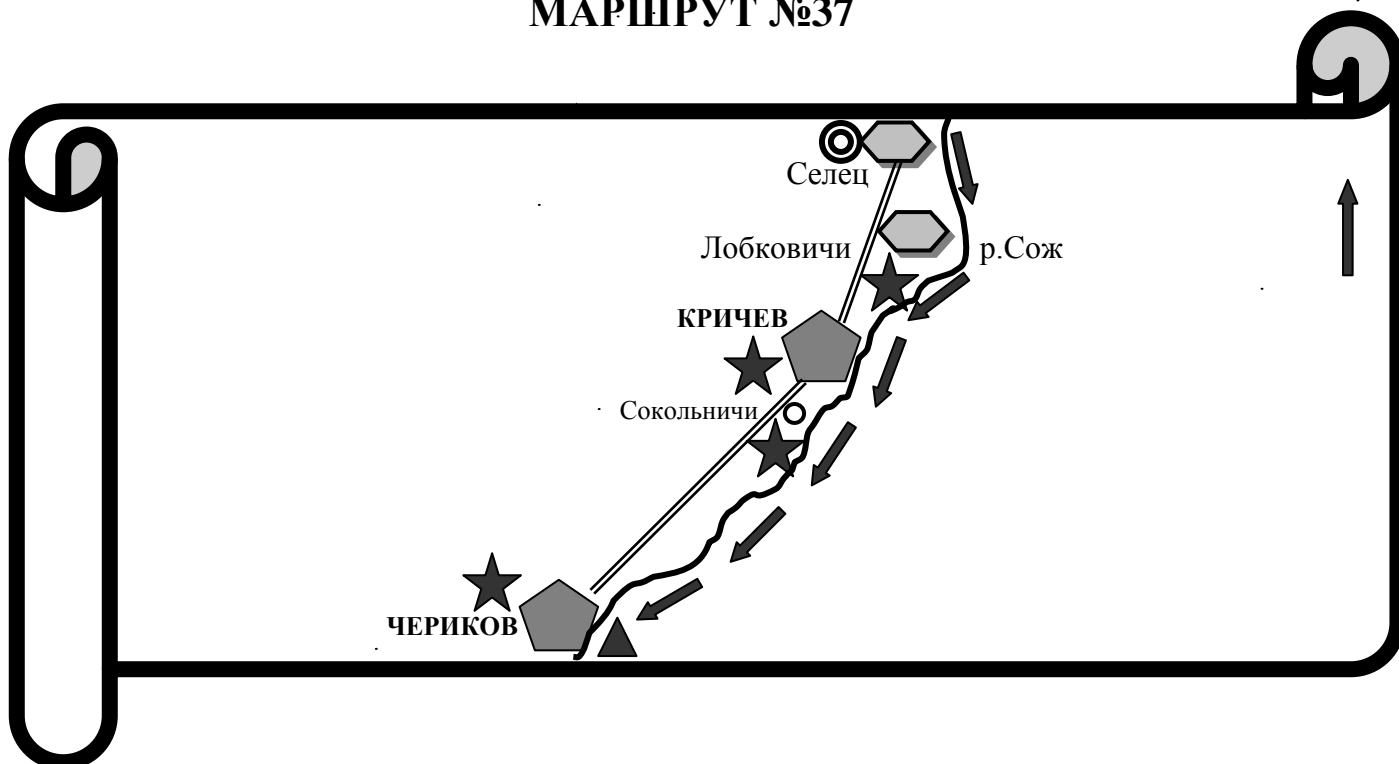 МАРШРУТ №37
Селец
Лобковичи
р.Сож
КРИЧЕВ
Сокольничи
ЧЕРИКОВ